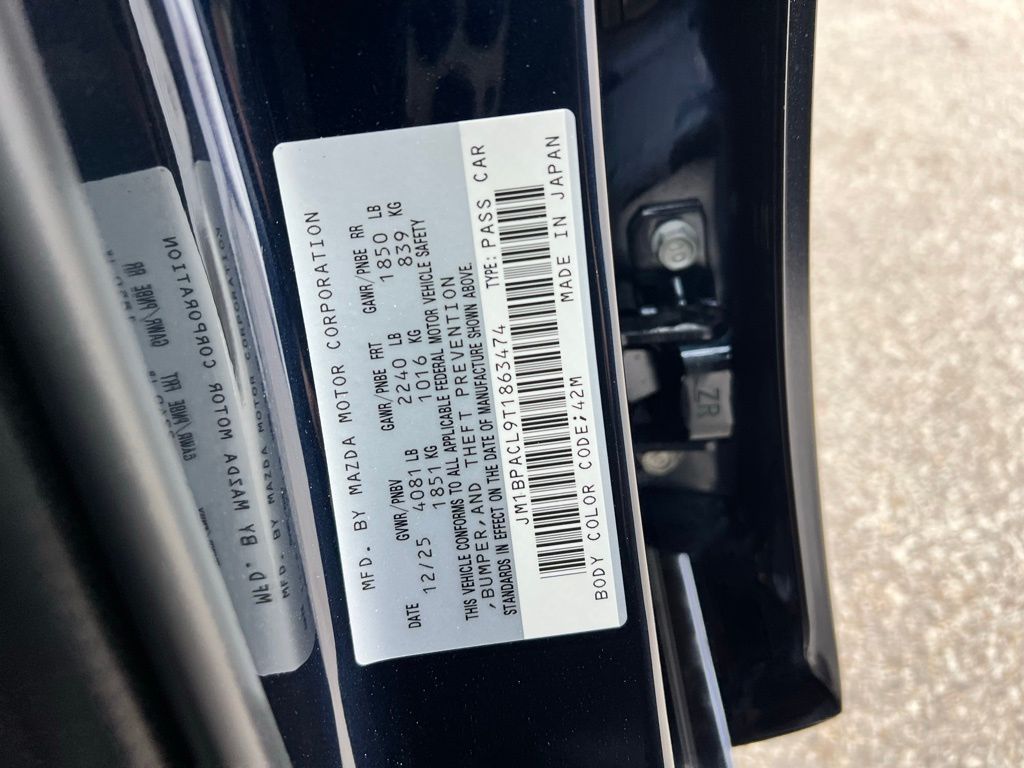 MFD. BY MAZDA MOTOR CORPORATION
DATE GVWR/PNBV GAWR/PNBE FRT GAWR/PNBE RR
12/25 4081 LB 2240 LB 1850 LB
1851 KG 1016 KG 839 KG
THIS VEHICLE CONFORMS TO ALL APPLICABLE FEDERAL MOTOR VEHICLE SAFETY
,BUMPER,AND THEFT PREVENTION
STANDARDS IN EFFECT ON THE DATE OF MANUFACTURE SHOWN ABOVE.
JM1BPACL9T1863474 TYPE: PASS CAR
BODY COLOR CODE;42M MADE IN JAPAN
ZR